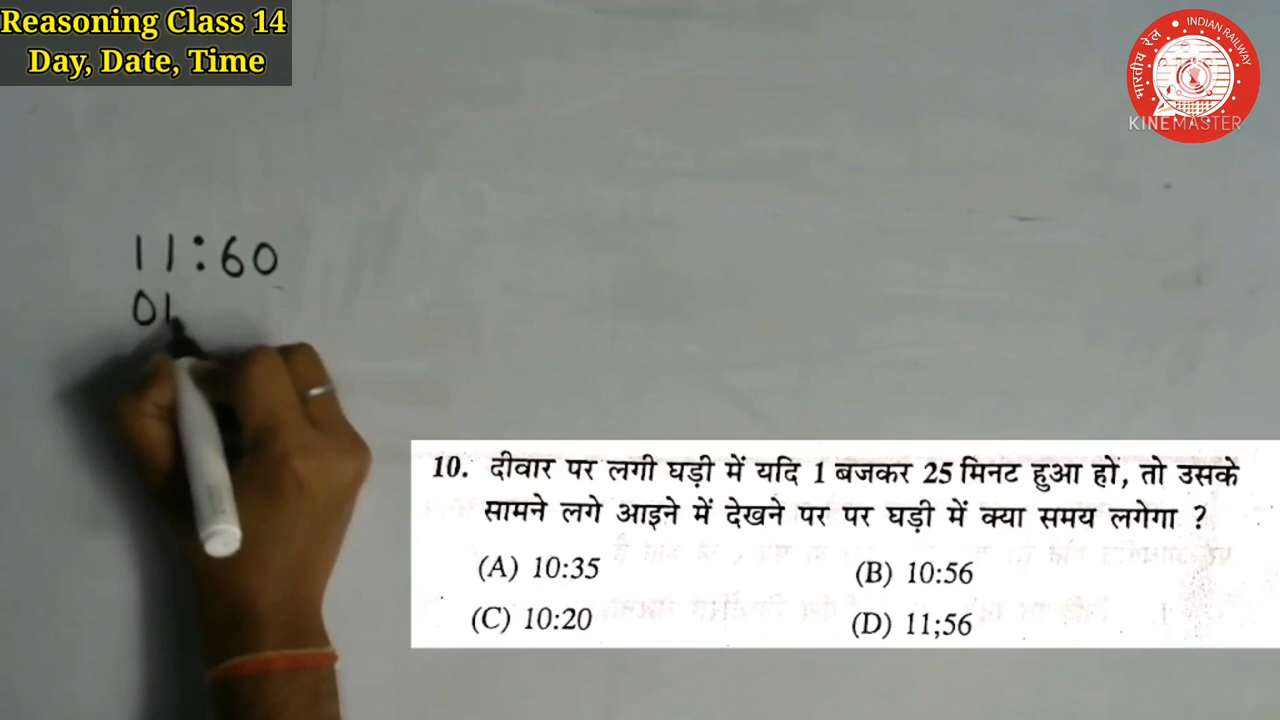 Reasoning Class 14
Day, Date, Time
भारतीय रेल • INDIAN RAILWAY
KINEMASTER
11:60
01
10. दीवार पर लगी घड़ी में यदि 1 बजकर 25 मिनट हुआ हों, तो उसके
सामने लगे आइने में देखने पर पर घड़ी में क्या समय लगेगा ?
(A) 10:35 (B) 10:56
(C) 10:20 (D) 11;56